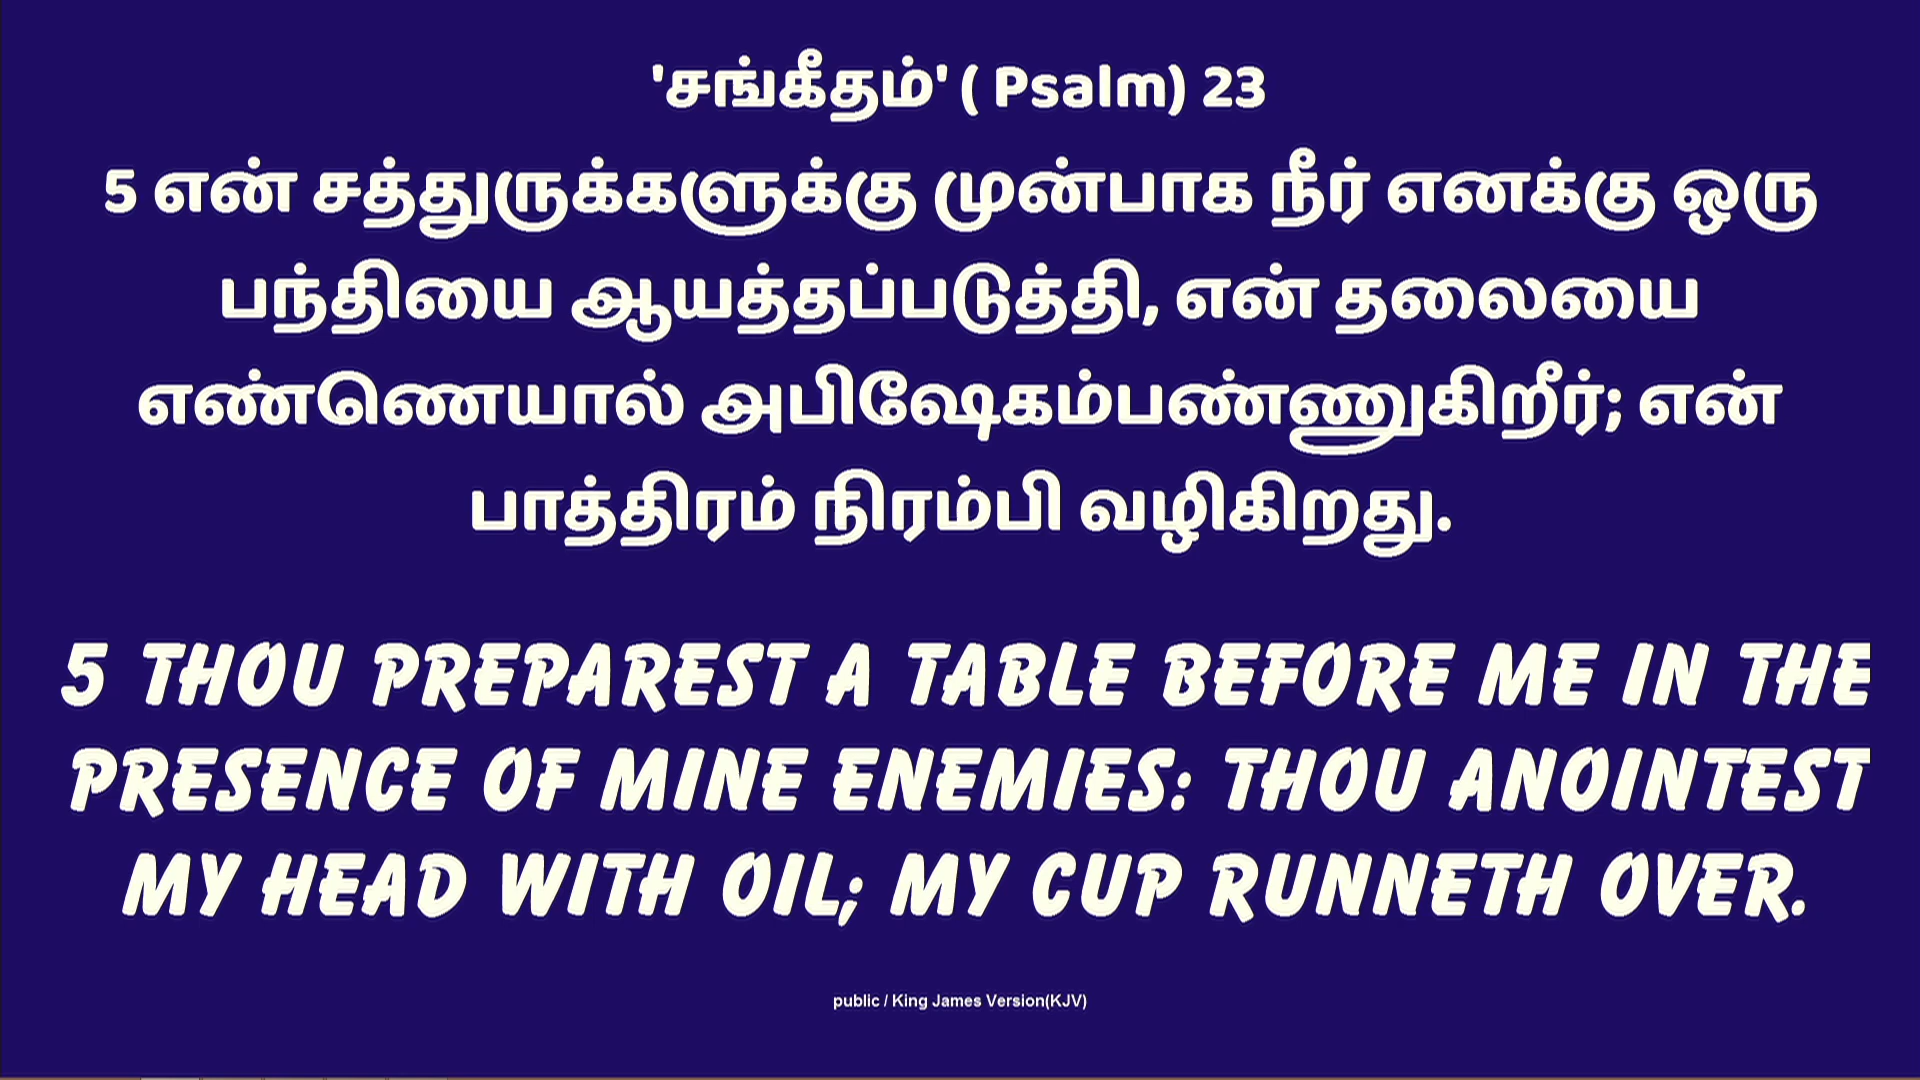 'சங்கீதம்' ( Psalm) 23
5 என் சத்துருக்களுக்கு முன்பாக நீர் எனக்கு ஒரு
பந்தியை ஆயத்தப்படுத்தி, என் தலையை
எண்ணெயால் அபிஷேகம்பண்ணுகிறீர்; என்
பாத்திரம் நிரம்பி வழிகிறது.
5 THOU PREPAREST A TABLE BEFORE ME IN THE
PRESENCE OF MINE ENEMIES: THOU ANOINTEST
MY HEAD WITH OIL; MY CUP RUNNETH OVER.
public / King James Version(KJV)